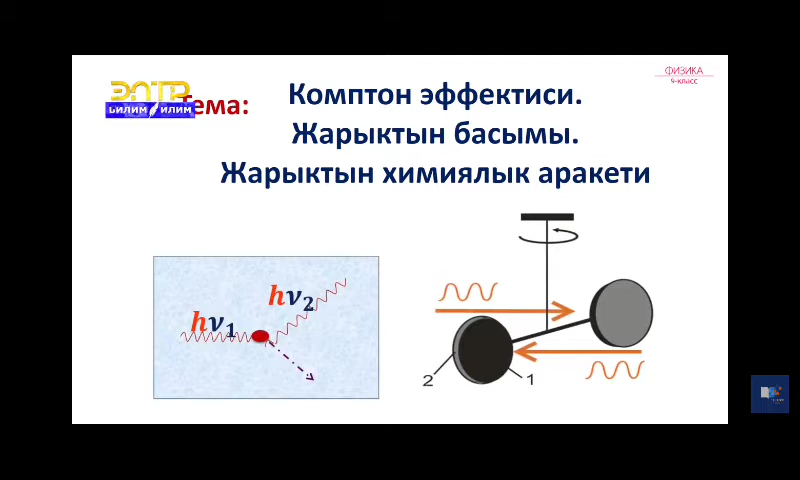 ФИЗИКА
9-класс
ЭЛТР
БИЛИМ ИЛИМ
Тема:
Комптон эффектиси.
Жарыктын басымы.
Жарыктын химиялык аракети
hν₂
hν₁
2
1